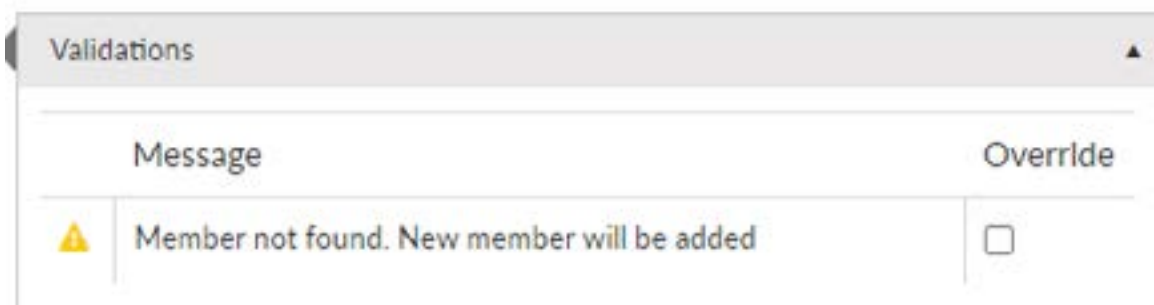 Validations
Message Override
Member not found. New member will be added